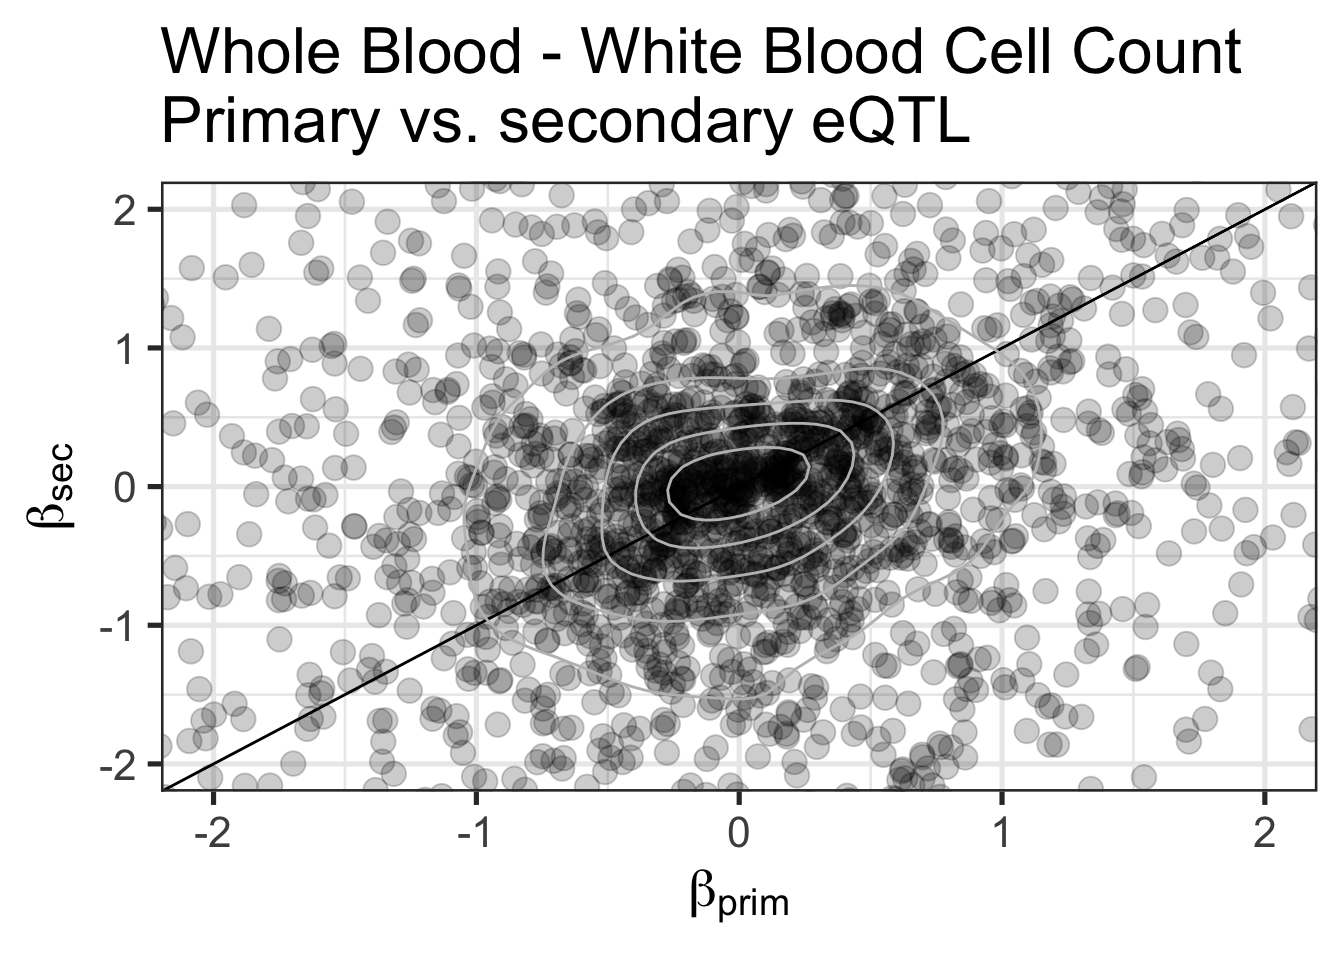 Whole Blood - White Blood Cell Count
Primary vs. secondary eQTL
2
1
0
-1
-2
βsec
-2 -1 0 1 2
βprim